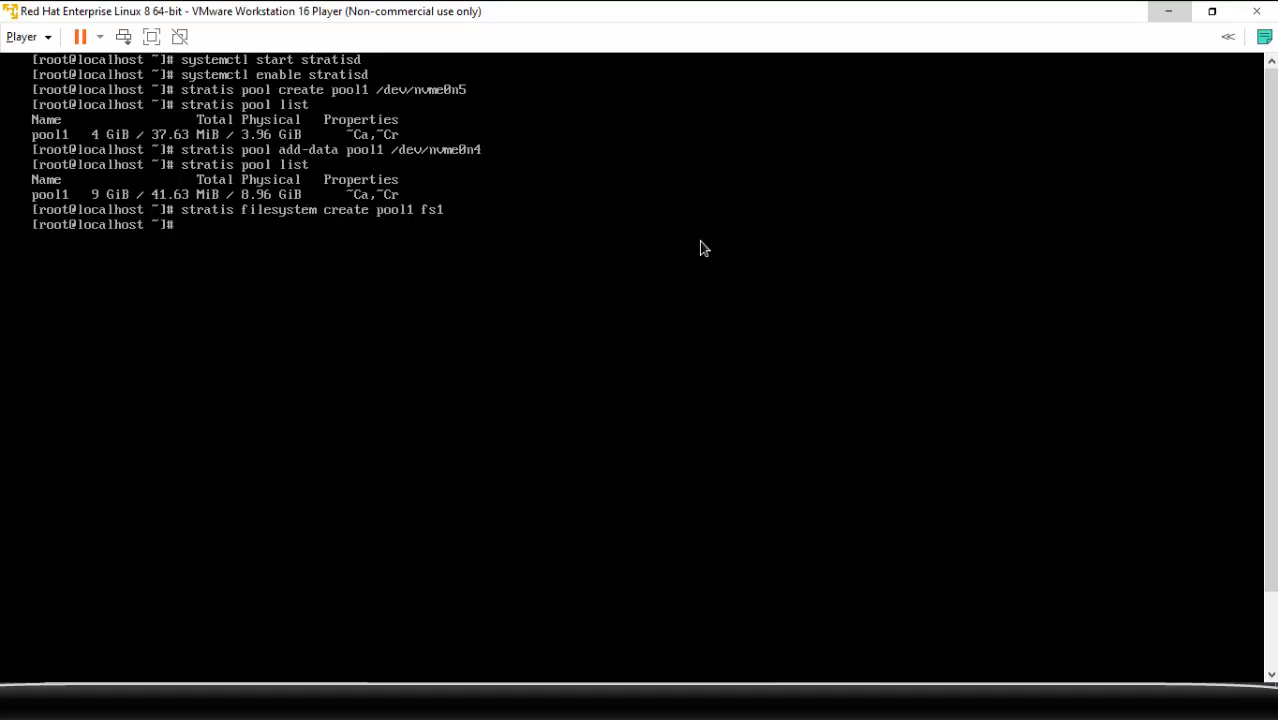 Red Hat Enterprise Linux 8 64-bit - VMware Workstation 16 Player (Non-commercial use only)
Player
[root@localhost ~]# systemctl start stratisd
[root@localhost ~]# systemctl enable stratisd
[root@localhost ~]# stratis pool create pool1 /dev/nvme0n5
[root@localhost ~]# stratis pool list
Name                  Total Physical   Properties
pool1   4 GiB / 37.63 MiB / 3.96 GiB      ~Ca,~Cr
[root@localhost ~]# stratis pool add-data pool1 /dev/nvme0n4
[root@localhost ~]# stratis pool list
Name                  Total Physical   Properties
pool1   9 GiB / 41.63 MiB / 8.96 GiB      ~Ca,~Cr
[root@localhost ~]# stratis filesystem create pool1 fs1
[root@localhost ~]#